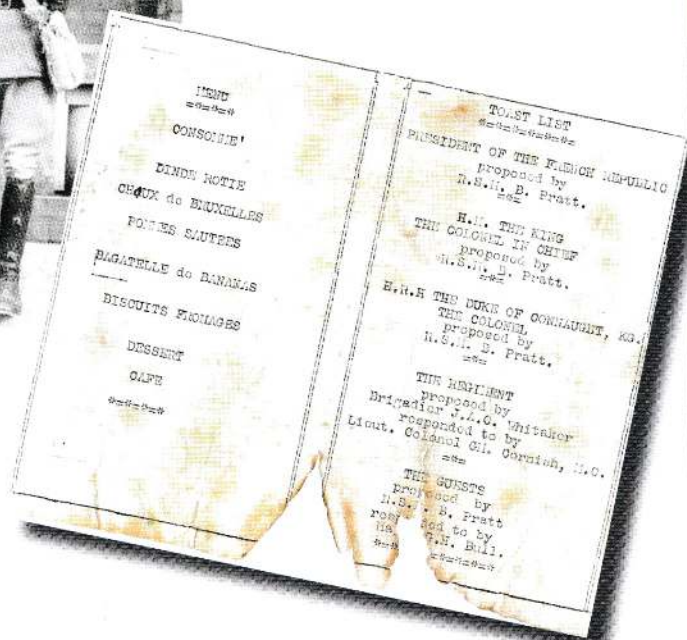 MENU
=*=*=*
CONSOMME'
DINDE ROTIE
CHOUX de BRUXELLES
POMMES SAUTEES
BAGATELLE de BANANAS
BISCUITS FROMAGES
DESSERT
CAFE
*=*=*=*
TOAST LIST
*=*=*=*=*=*
PRESIDENT OF THE FRENCH REPUBLIC
proposed by
R.S.M. B. Pratt.
=*=
H.M. THE KING
THE COLONEL IN CHIEF
proposed by
R.S.M. B. Pratt.
=*=
H.R.H THE DUKE OF CONNAUGHT, KG.
THE COLONEL
proposed by
R.S.M. B. Pratt.
=*=
THE REGIMENT
proposed by
Brigadier J.A.C. Whitaker
responded to by
Lieut. Colonel GM. Cornish, M.C.
=*=
THE GUESTS
proposed by
R.S.M. B. Pratt
to by
G.H. Bull.